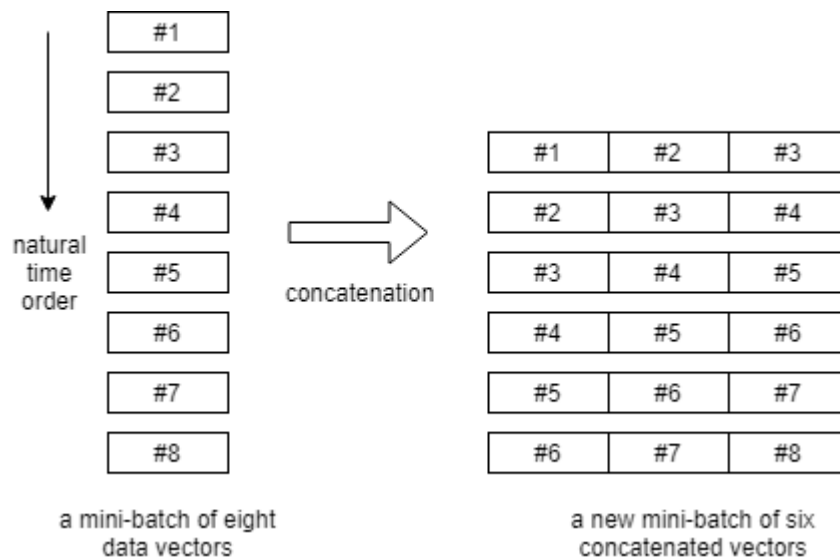 #1
#2
#3
#4
#5
#6
#7
#8
natural
time
order
concatenation
#1 #2 #3
#2 #3 #4
#3 #4 #5
#4 #5 #6
#5 #6 #7
#6 #7 #8
a mini-batch of eight
data vectors
a new mini-batch of six
concatenated vectors